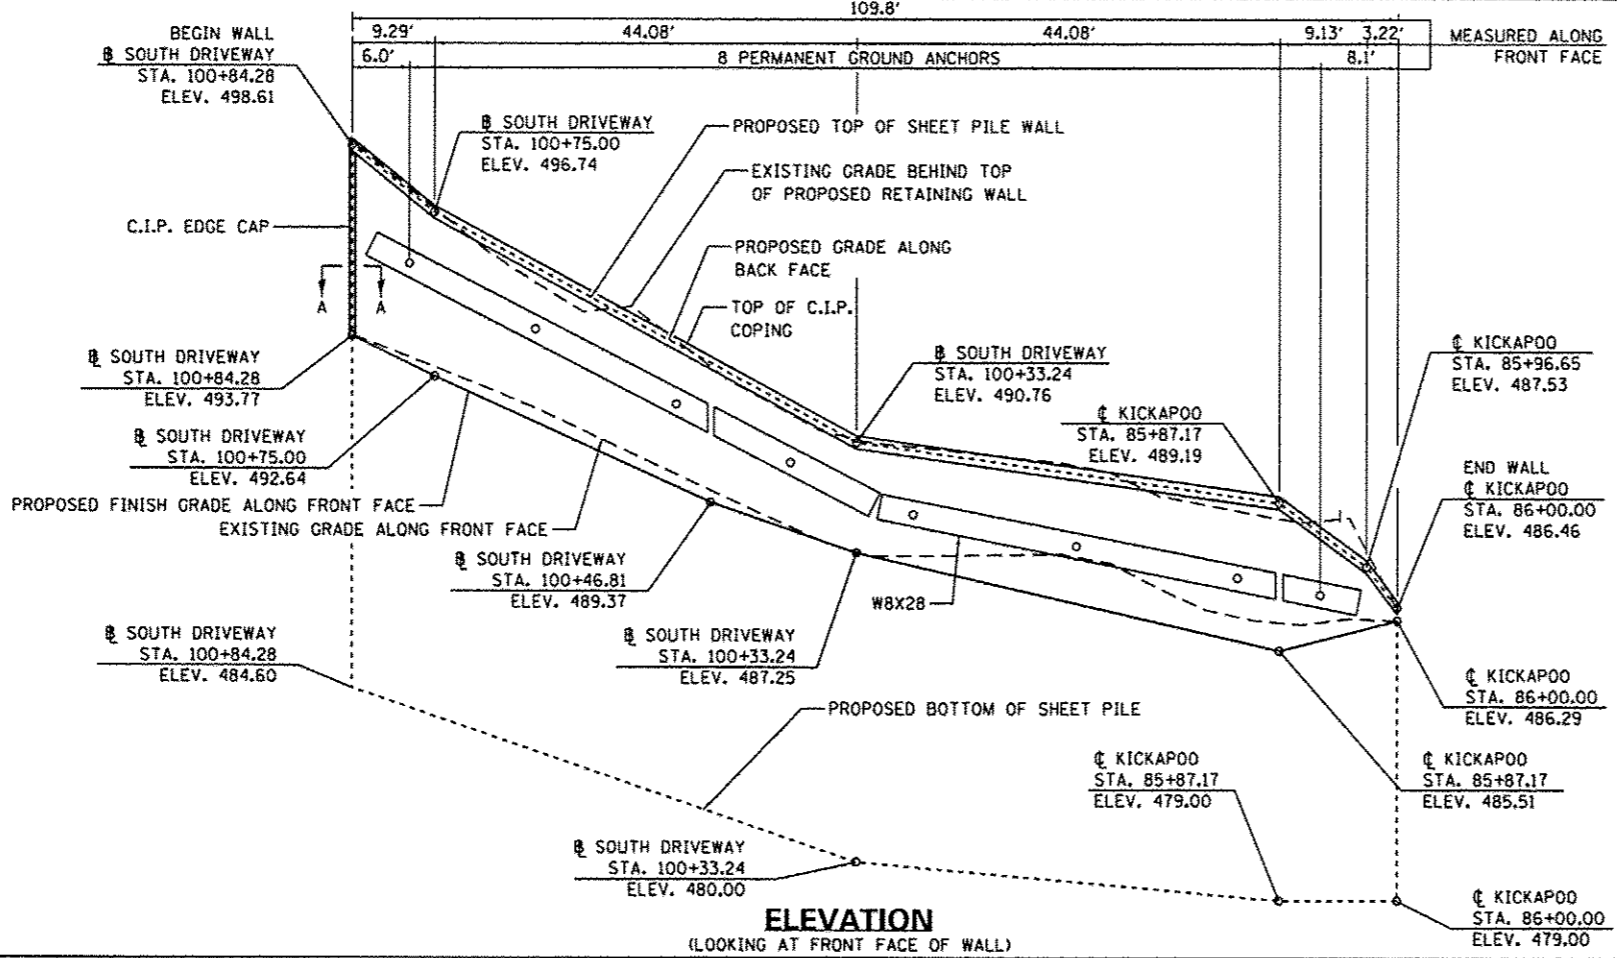 109.8'
9.29'
44.08'
44.08'
9.13'
3.22'
MEASURED ALONG
FRONT FACE
6.0'
8 PERMANENT GROUND ANCHORS
8.1'
BEGIN WALL
℄ SOUTH DRIVEWAY
STA. 100+84.28
ELEV. 498.61
℄ SOUTH DRIVEWAY
STA. 100+75.00
ELEV. 496.74
PROPOSED TOP OF SHEET PILE WALL
EXISTING GRADE BEHIND TOP
OF PROPOSED RETAINING WALL
C.I.P. EDGE CAP
PROPOSED GRADE ALONG
BACK FACE
A
A
TOP OF C.I.P.
COPING
℄ SOUTH DRIVEWAY
STA. 100+84.28
ELEV. 493.77
℄ SOUTH DRIVEWAY
STA. 100+33.24
ELEV. 490.76
℄ KICKAPOO
STA. 85+96.65
ELEV. 487.53
℄ KICKAPOO
STA. 85+87.17
ELEV. 489.19
℄ SOUTH DRIVEWAY
STA. 100+75.00
ELEV. 492.64
END WALL
℄ KICKAPOO
STA. 86+00.00
ELEV. 486.46
PROPOSED FINISH GRADE ALONG FRONT FACE
EXISTING GRADE ALONG FRONT FACE
℄ SOUTH DRIVEWAY
STA. 100+46.81
ELEV. 489.37
W8X28
℄ SOUTH DRIVEWAY
STA. 100+84.28
ELEV. 484.60
℄ SOUTH DRIVEWAY
STA. 100+33.24
ELEV. 487.25
℄ KICKAPOO
STA. 86+00.00
ELEV. 486.29
PROPOSED BOTTOM OF SHEET PILE
℄ KICKAPOO
STA. 85+87.17
ELEV. 479.00
℄ KICKAPOO
STA. 85+87.17
ELEV. 485.51
℄ SOUTH DRIVEWAY
STA. 100+33.24
ELEV. 480.00
℄ KICKAPOO
STA. 86+00.00
ELEV. 479.00
ELEVATION
(LOOKING AT FRONT FACE OF WALL)